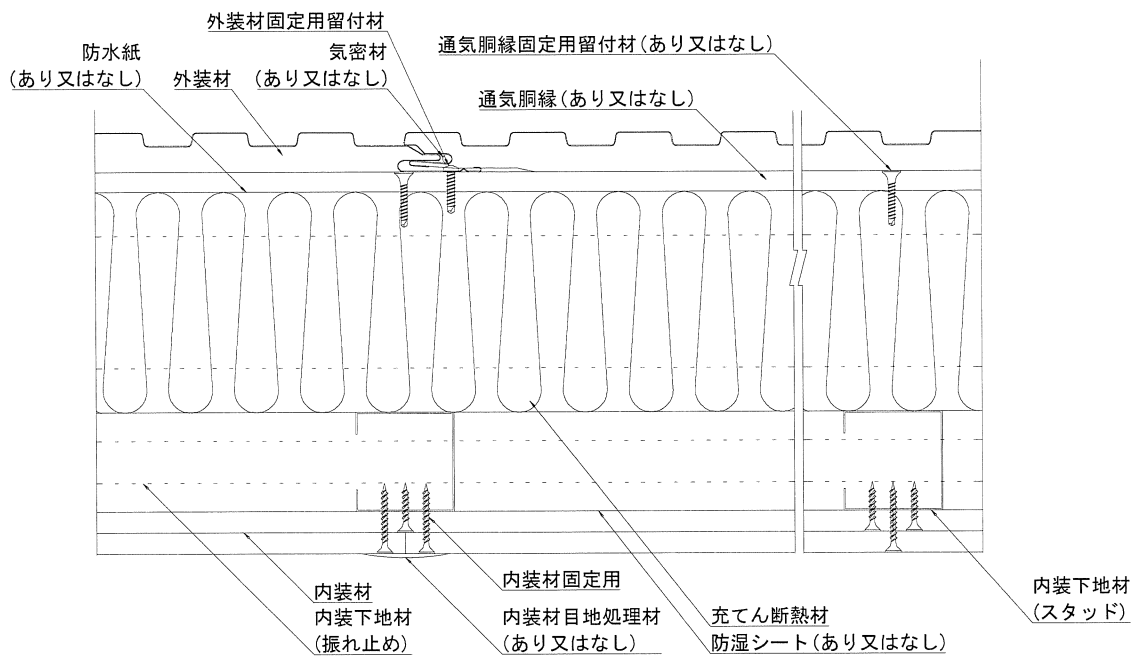 外装材固定用留付材
防水紙
(あり又はなし)
外装材
気密材
(あり又はなし)
通気胴縁固定用留付材(あり又はなし)
通気胴縁(あり又はなし)
内装材
内装下地材
(振れ止め)
内装材固定用
内装材目地処理材
(あり又はなし)
充てん断熱材
防湿シート(あり又はなし)
内装下地材
(スタッド)